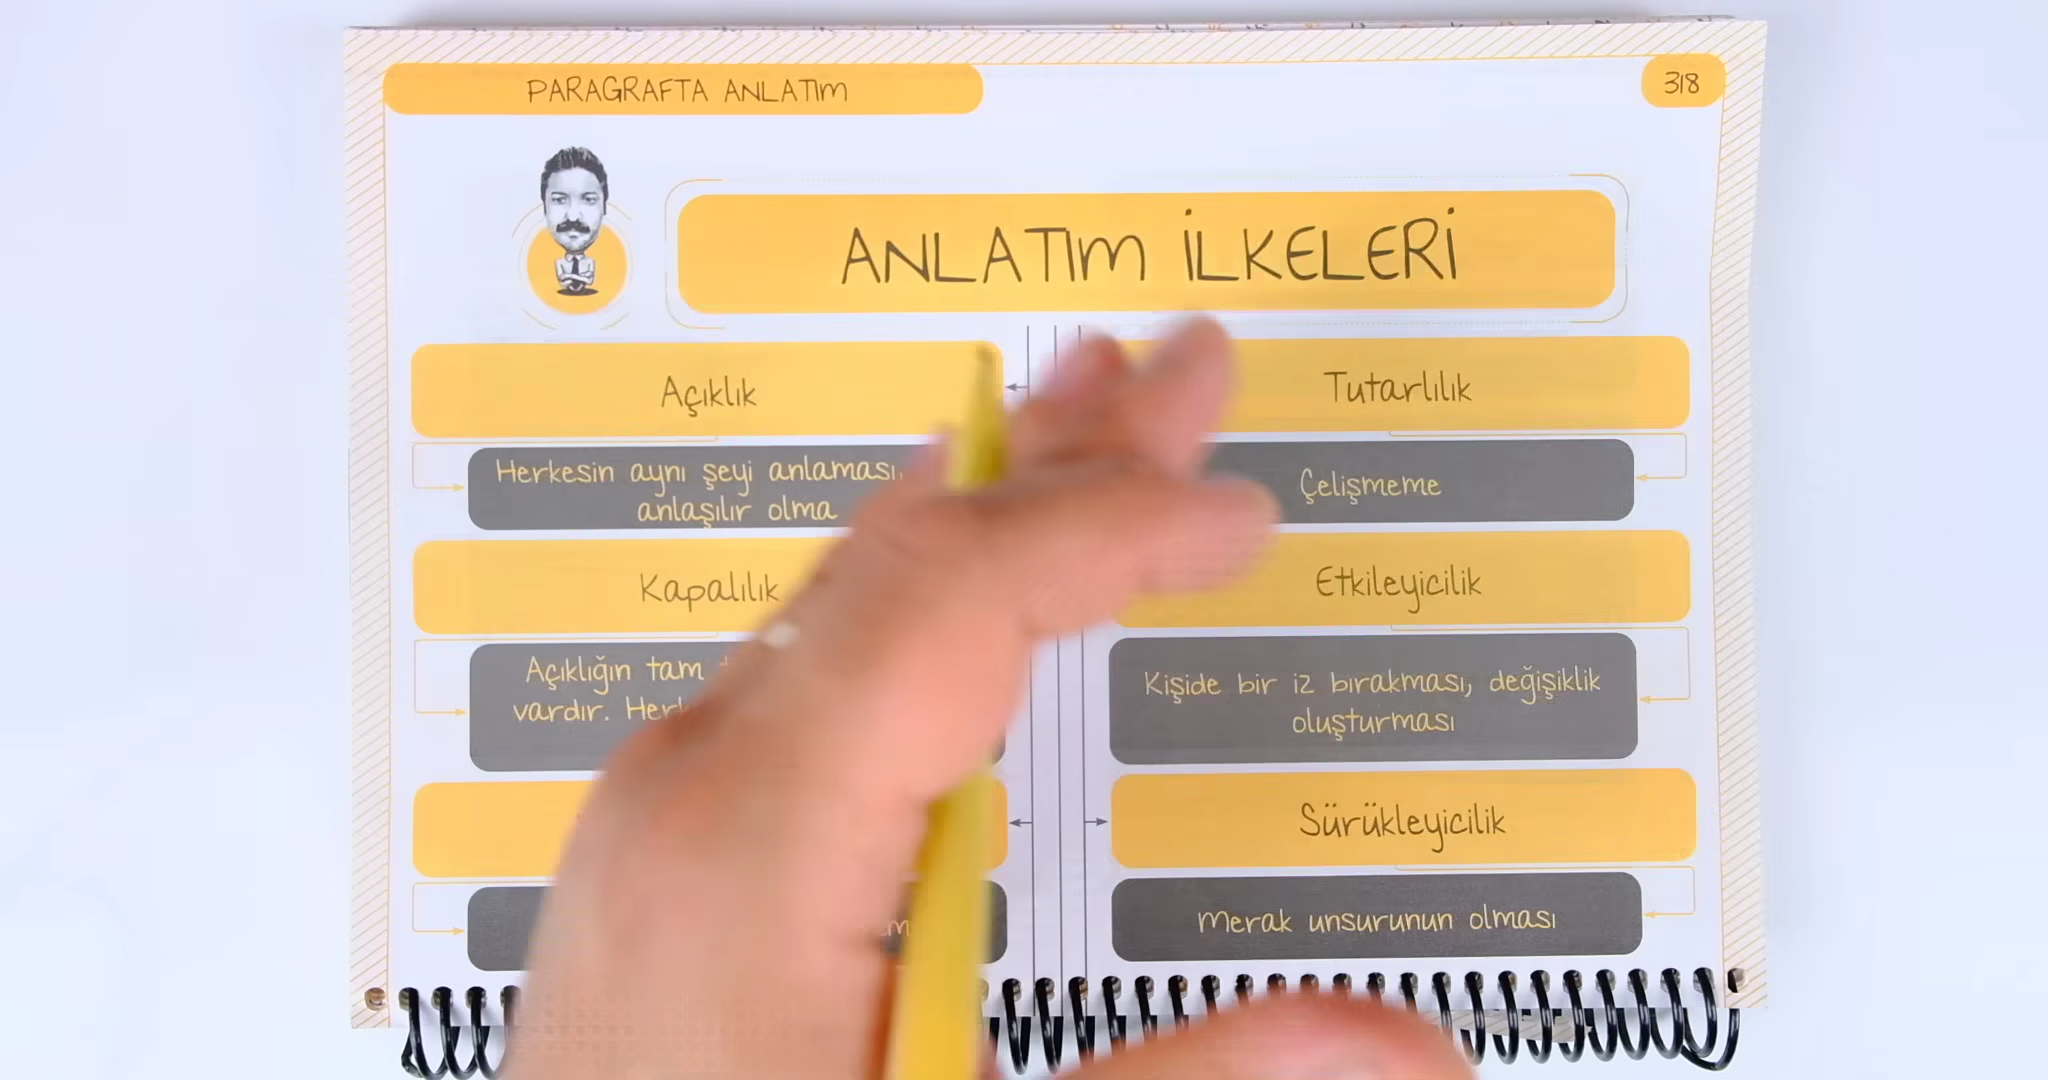 PARAGRAFTA ANLATIM
318
ANLATIM İLKELERİ
Açıklık
Herkesin aynı şeyi anlaması,
anlaşılır olma
Kapalılık
Açıklığın tam
vardır.
Tutarlılık
Çelişmeme
Etkileyicilik
Kişide bir iz bırakması, değişiklik
oluşturması
Sürükleyicilik
Merak unsurunun olması